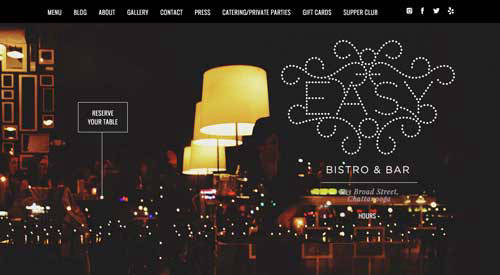 MENU BLOG ABOUT GALLERY CONTACT PRESS CATERING/PRIVATE PARTIES GIFT CARDS SUPPER CLUB
RESERVE
YOUR TABLE
EASY
BISTRO & BAR
Broad Street,
Chattanooga
HOURS